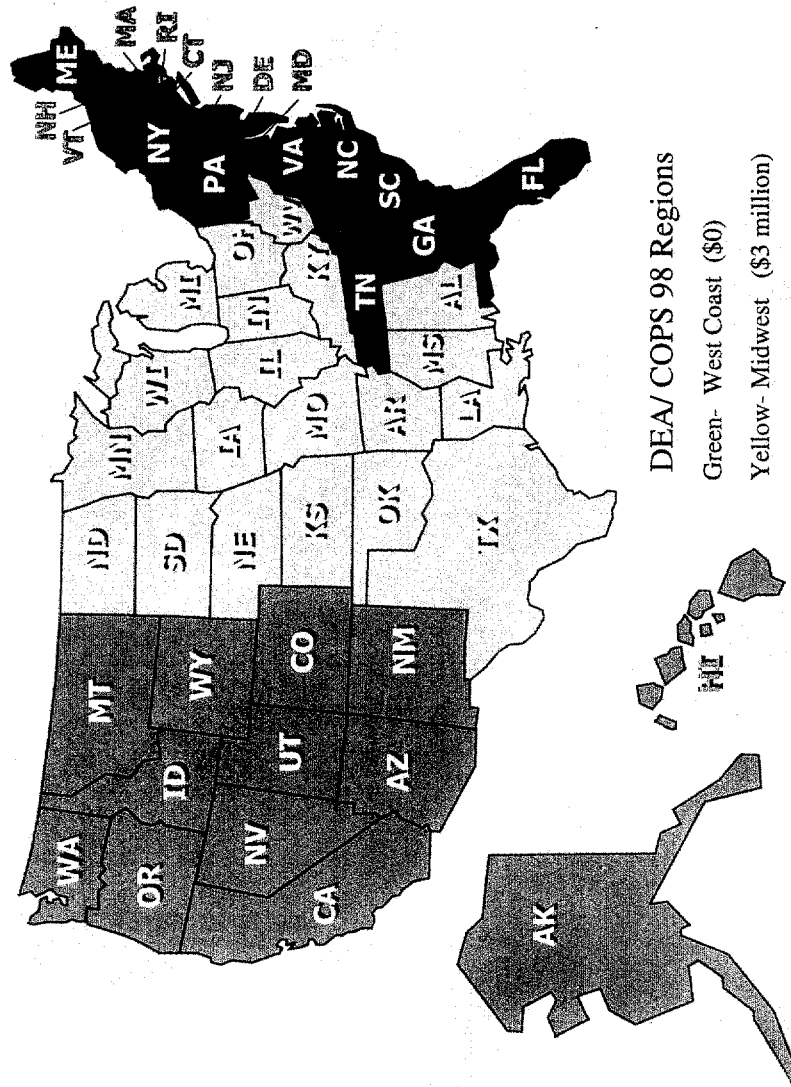 WA
MT
ND
MN
OR
ID
WY
SD
WI
MI
NV
UT
CO
NE
IA
IL
IN
OH
CA
AZ
NM
KS
MO
KY
WV
OK
AR
TN
TX
LA
MS
AL
GA
SC
NC
VA
FL
PA
NY
NH
VT
ME
MA
RI
CT
NJ
DE
MD
AK
HI
DEA/ COPS 98 Regions
Green- West Coast ($0)
Yellow- Midwest ($3 million)